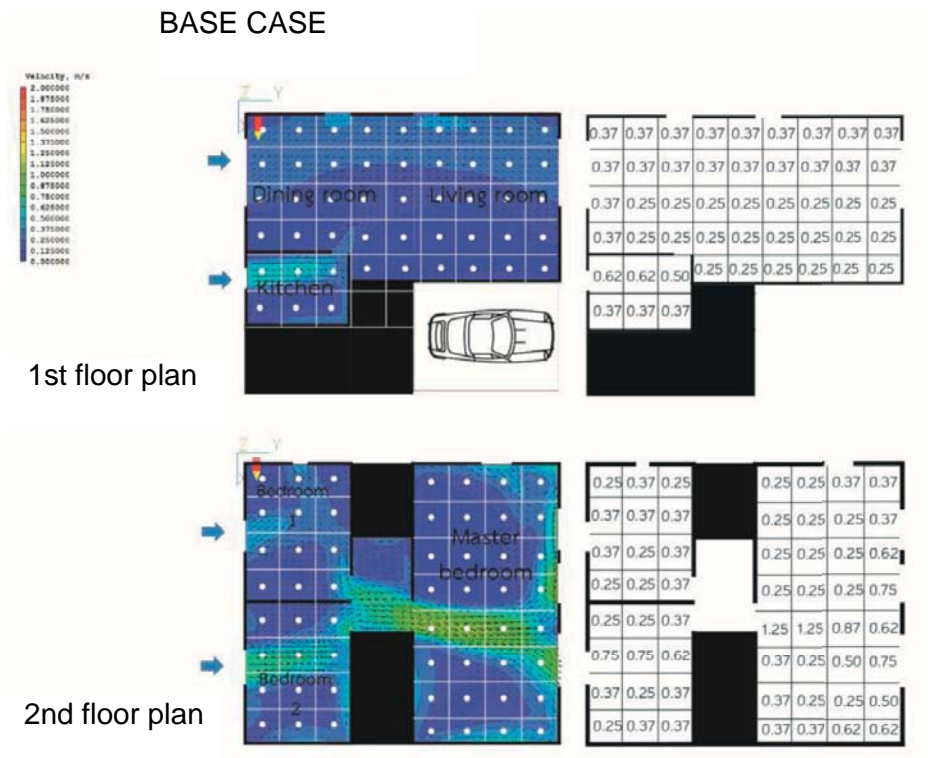 BASE CASE
Velocity, m/s
2.000000
1.875000
1.750000
1.625000
1.500000
1.375000
1.250000
1.125000
1.000000
0.875000
0.750000
0.625000
0.500000
0.375000
0.250000
0.125000
0.000000
Z Y
Dining room Living room
Kitchen
0.37 0.37 0.37 0.37 0.37 0.37 0.37 0.37 0.37
0.37 0.37 0.37 0.37 0.37 0.37 0.37 0.37 0.37
0.37 0.25 0.25 0.25 0.25 0.25 0.25 0.25 0.25
0.37 0.25 0.25 0.25 0.25 0.25 0.25 0.25 0.25
0.62 0.62 0.50 0.25 0.25 0.25 0.25 0.25 0.25
0.37 0.37 0.37
1st floor plan
Z Y
Bedroom
1
Master
bedroom
Bedroom
2
0.25 0.37 0.25 0.25 0.25 0.37 0.37
0.37 0.37 0.37 0.25 0.25 0.25 0.37
0.37 0.25 0.37 0.25 0.25 0.25 0.62
0.25 0.25 0.37 0.25 0.25 0.25 0.75
0.25 0.25 0.37 1.25 1.25 0.87 0.62
0.75 0.75 0.62 0.37 0.25 0.50 0.75
0.37 0.25 0.37 0.37 0.25 0.25 0.50
0.25 0.37 0.37 0.37 0.37 0.62 0.62
2nd floor plan